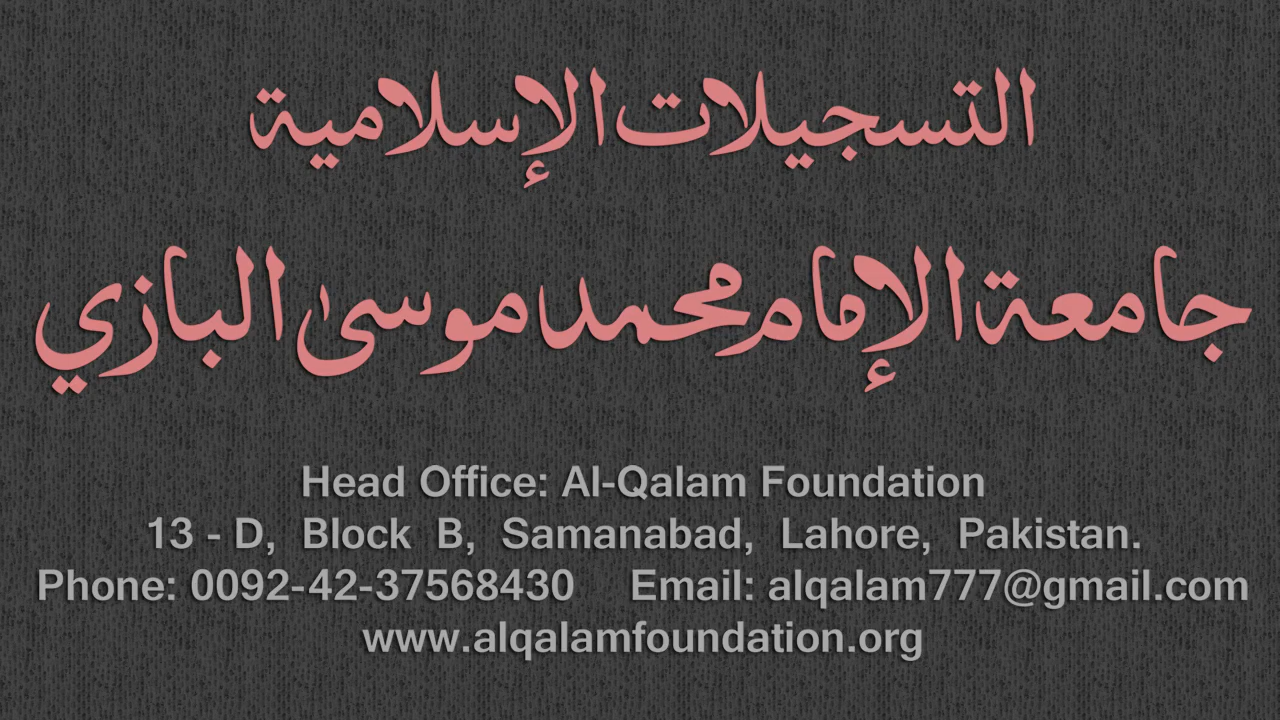 التسجيلات الإسلامية
جامعة الإمام محمد موسىٰ البازي
Head Office: Al-Qalam Foundation
13 - D, Block B, Samanabad, Lahore, Pakistan.
Phone: 0092-42-37568430 Email: alqalam777@gmail.com
www.alqalamfoundation.org